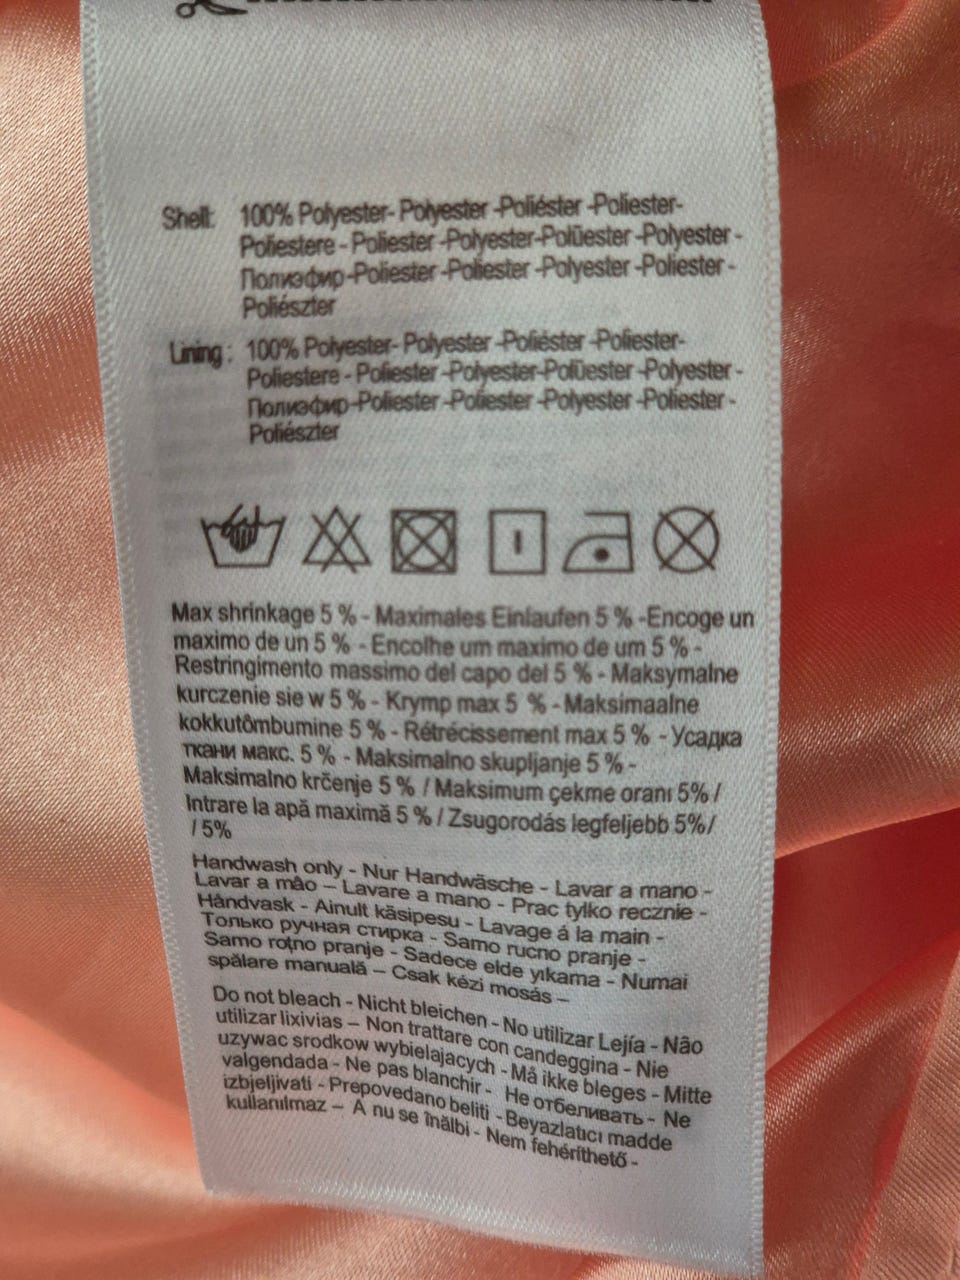 Shell: 100% Polyester- Polyester -Poliéster -Poliester-
Poliestere - Poliester -Polyester-Polüester -Polyester -
Полиэфир -Poliester -Poliester -Polyester -Poliester -
Poliészter
Lining : 100% Polyester- Polyester -Poliéster -Poliester-
Poliestere - Poliester -Polyester-Polüester -Polyester -
Полиэфир -Poliester -Poliester -Polyester -Poliester -
Poliészter
Max shrinkage 5 % - Maximales Einlaufen 5 % -Encoge un
maximo de un 5 % - Encolhe um maximo de um 5 % -
Restringimento massimo del capo del 5 % - Maksymalne
kurczenie sie w 5 % - Krymp max 5 % - Maksimaalne
kokkutõmbumine 5 % - Rétrécissement max 5 % - Усадка
ткани макс. 5 % - Maksimalno skupljanje 5 % -
Maksimalno krčenje 5 % / Maksimum çekme oranı 5% /
Intrare la apă maximă 5 % / Zsugorodás legfeljebb 5%/
/ 5%
Handwash only - Nur Handwäsche - Lavar a mano -
Lavar a mâo – Lavare a mano - Prac tylko recznie -
Håndvask - Ainult käsipesu - Lavage á la main -
Только ручная стирка - Samo rucno pranje -
Samo roţno pranje - Sadece elde yıkama - Numai
spălare manuală – Csak kézi mosás –
Do not bleach - Nicht bleichen - No utilizar Lejía - Não
utilizar lixivias – Non trattare con candeggina - Nie
uzywac srodkow wybielajacych - Må ikke bleges - Mitte
valgendada - Ne pas blanchir - Не отбеливать - Ne
izbjeljivati - Prepovedano beliti -Beyazlatıcı madde
kullanılmaz – A nu se înălbi - Nem fehéríthető -